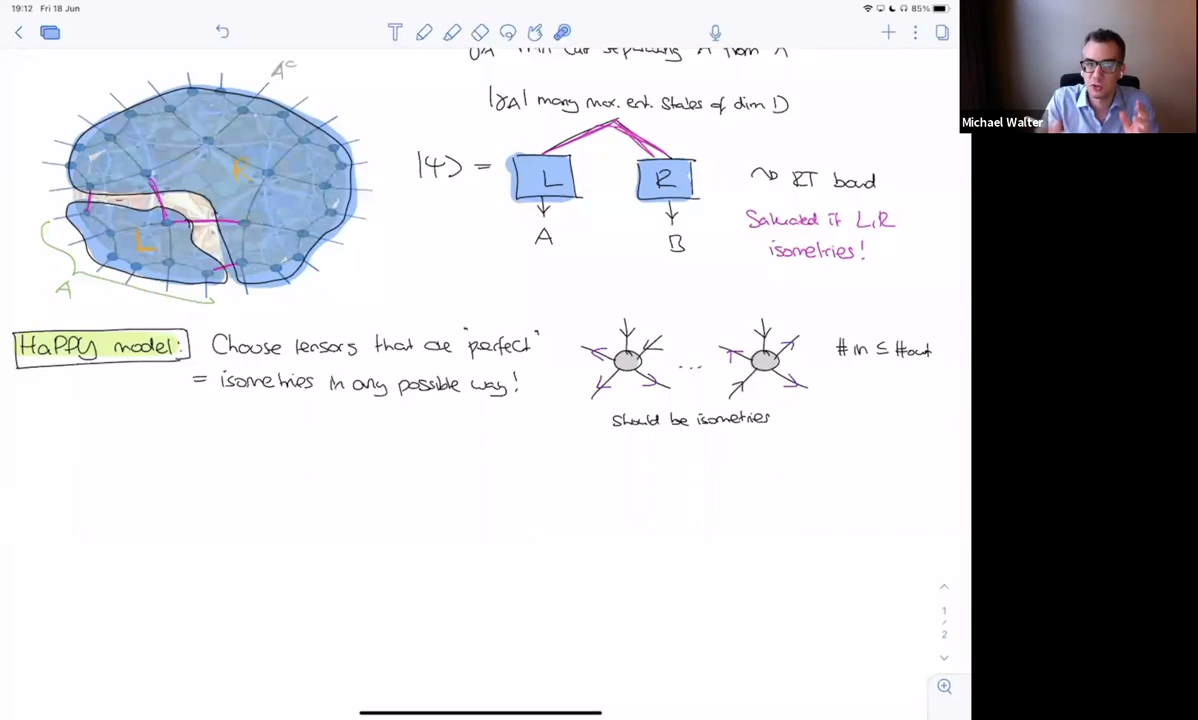 19:12 Fri 18 Jun
85%
A^c
|γA| many max. ent. states of dim D
R
L
A
|ψ⟩ =
L
R
A
B
~> RT bound
Saturated if L,R
isometries!
HaPPY model:
Choose tensors that are "perfect"
= isometries in any possible way!
...
# in ≤ #out
should be isometries
Michael Walter
1
/
2